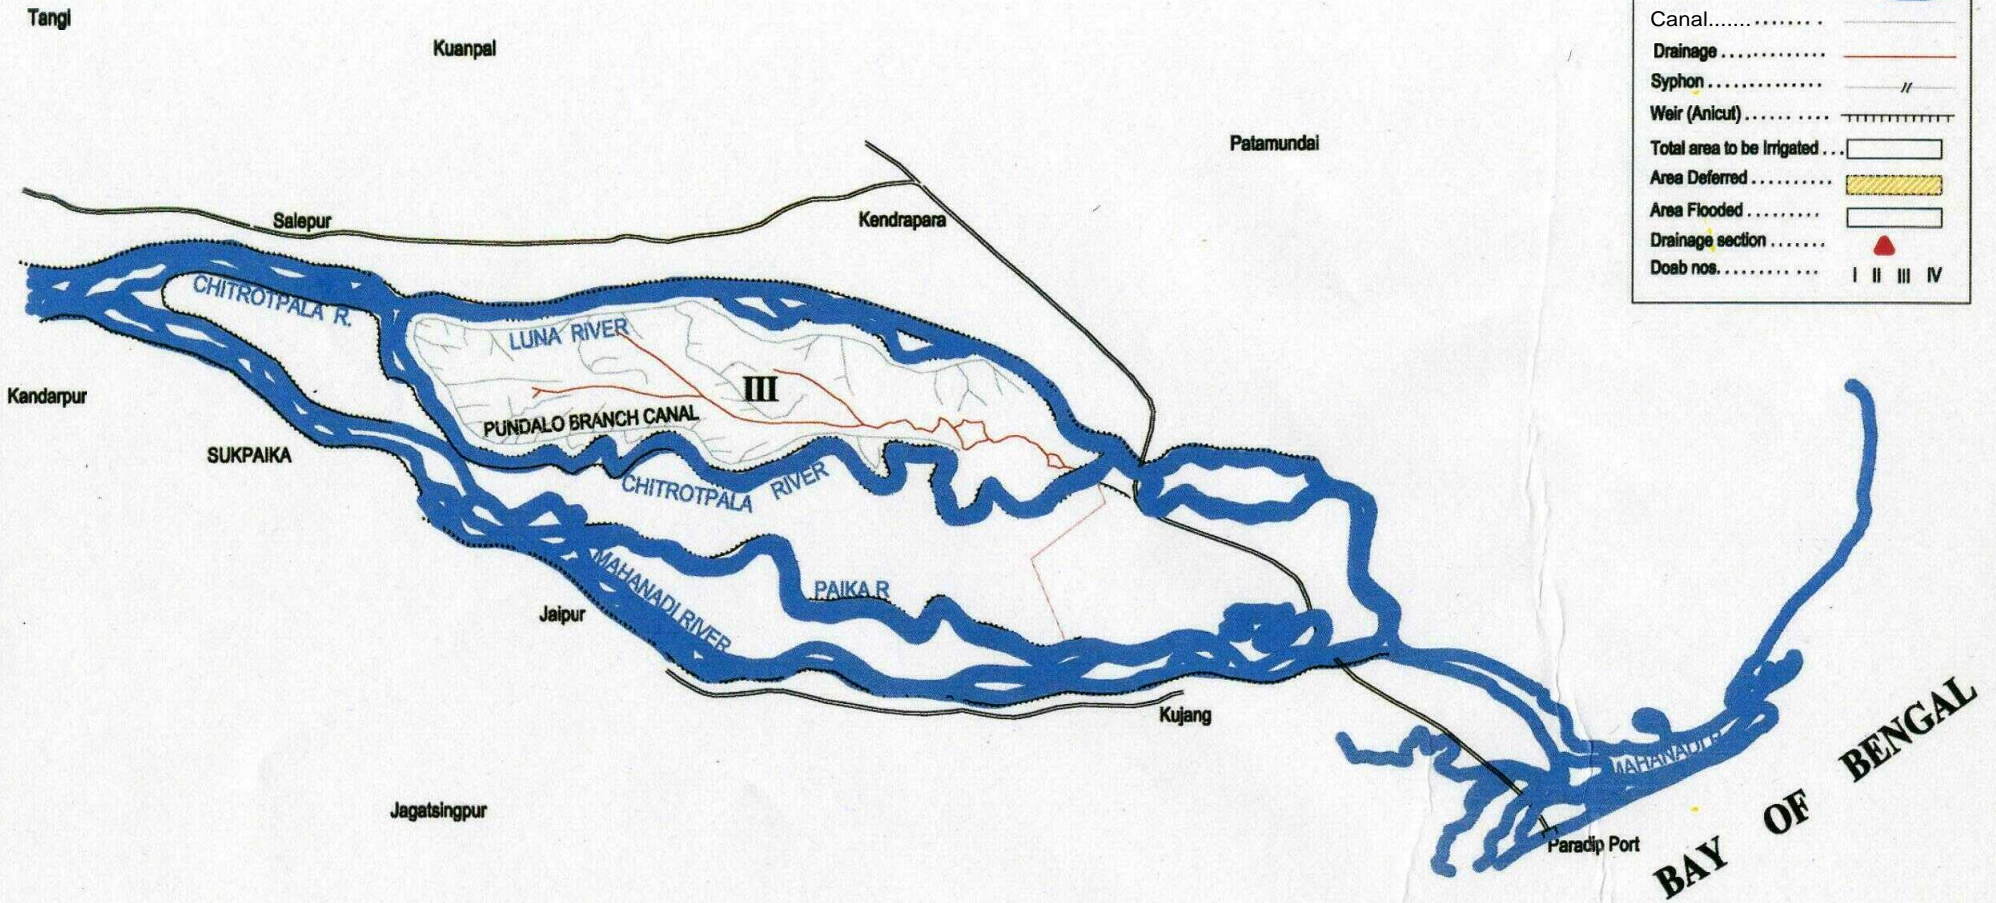 Tangi
Kuanpal
Canal
Drainage
Syphon
Weir (Anicut)
Total area to be Irrigated
Area Deferred
Area Flooded
Drainage section
Doab nos.
I II III IV
Patamundai
Salepur
Kendrapara
CHITROTPALA R.
LUNA RIVER
III
Kandarpur
PUNDALO BRANCH CANAL
SUKPAIKA
CHITROTPALA RIVER
MAHANADI RIVER
PAIKA R
Jaipur
Kujang
MAHANADI R
Jagatsingpur
Paradip Port
BAY OF BENGAL